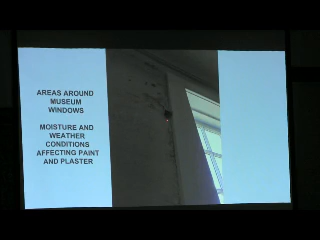 AREAS AROUND
MUSEUM
WINDOWS
MOISTURE AND
WEATHER
CONDITIONS
AFFECTING PAINT
AND PLASTER